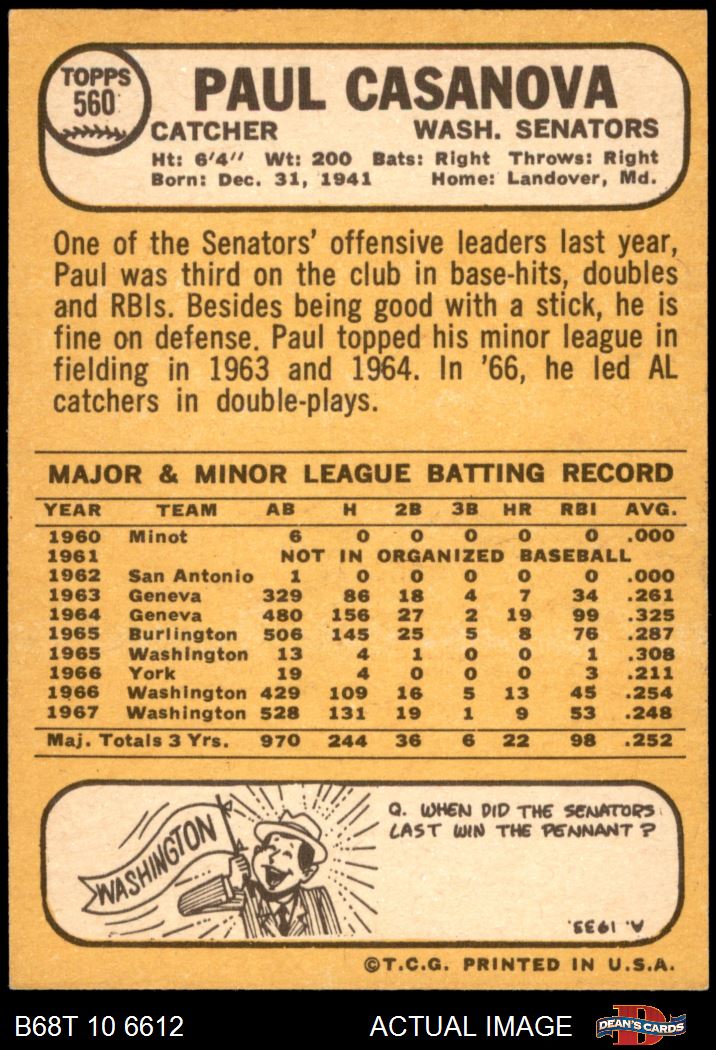 TOPPS
560
PAUL CASANOVA
CATCHER WASH. SENATORS
Ht: 6'4" Wt: 200 Bats: Right Throws: Right
Born: Dec. 31, 1941 Home: Landover, Md.
One of the Senators' offensive leaders last year,
Paul was third on the club in base-hits, doubles
and RBIs. Besides being good with a stick, he is
fine on defense. Paul topped his minor league in
fielding in 1963 and 1964. In '66, he led AL
catchers in double-plays.
MAJOR & MINOR LEAGUE BATTING RECORD
YEAR TEAM AB H 2B 3B HR RBI AVG.
1960 Minot 6 0 0 0 0 0 .000
1961 NOT IN ORGANIZED BASEBALL
1962 San Antonio 1 0 0 0 0 0 .000
1963 Geneva 329 86 18 4 7 34 .261
1964 Geneva 480 156 27 2 19 99 .325
1965 Burlington 506 145 25 5 8 76 .287
1965 Washington 13 4 1 0 0 1 .308
1966 York 19 4 0 0 0 3 .211
1966 Washington 429 109 16 5 13 45 .254
1967 Washington 528 131 19 1 9 53 .248
Maj. Totals 3 Yrs. 970 244 36 6 22 98 .252
WASHINGTON
Q. WHEN DID THE SENATORS
LAST WIN THE PENNANT?
A. 1933.
©T.C.G. PRINTED IN U.S.A.
B68T 10 6612 ACTUAL IMAGE
D
DEAN'S CARDS